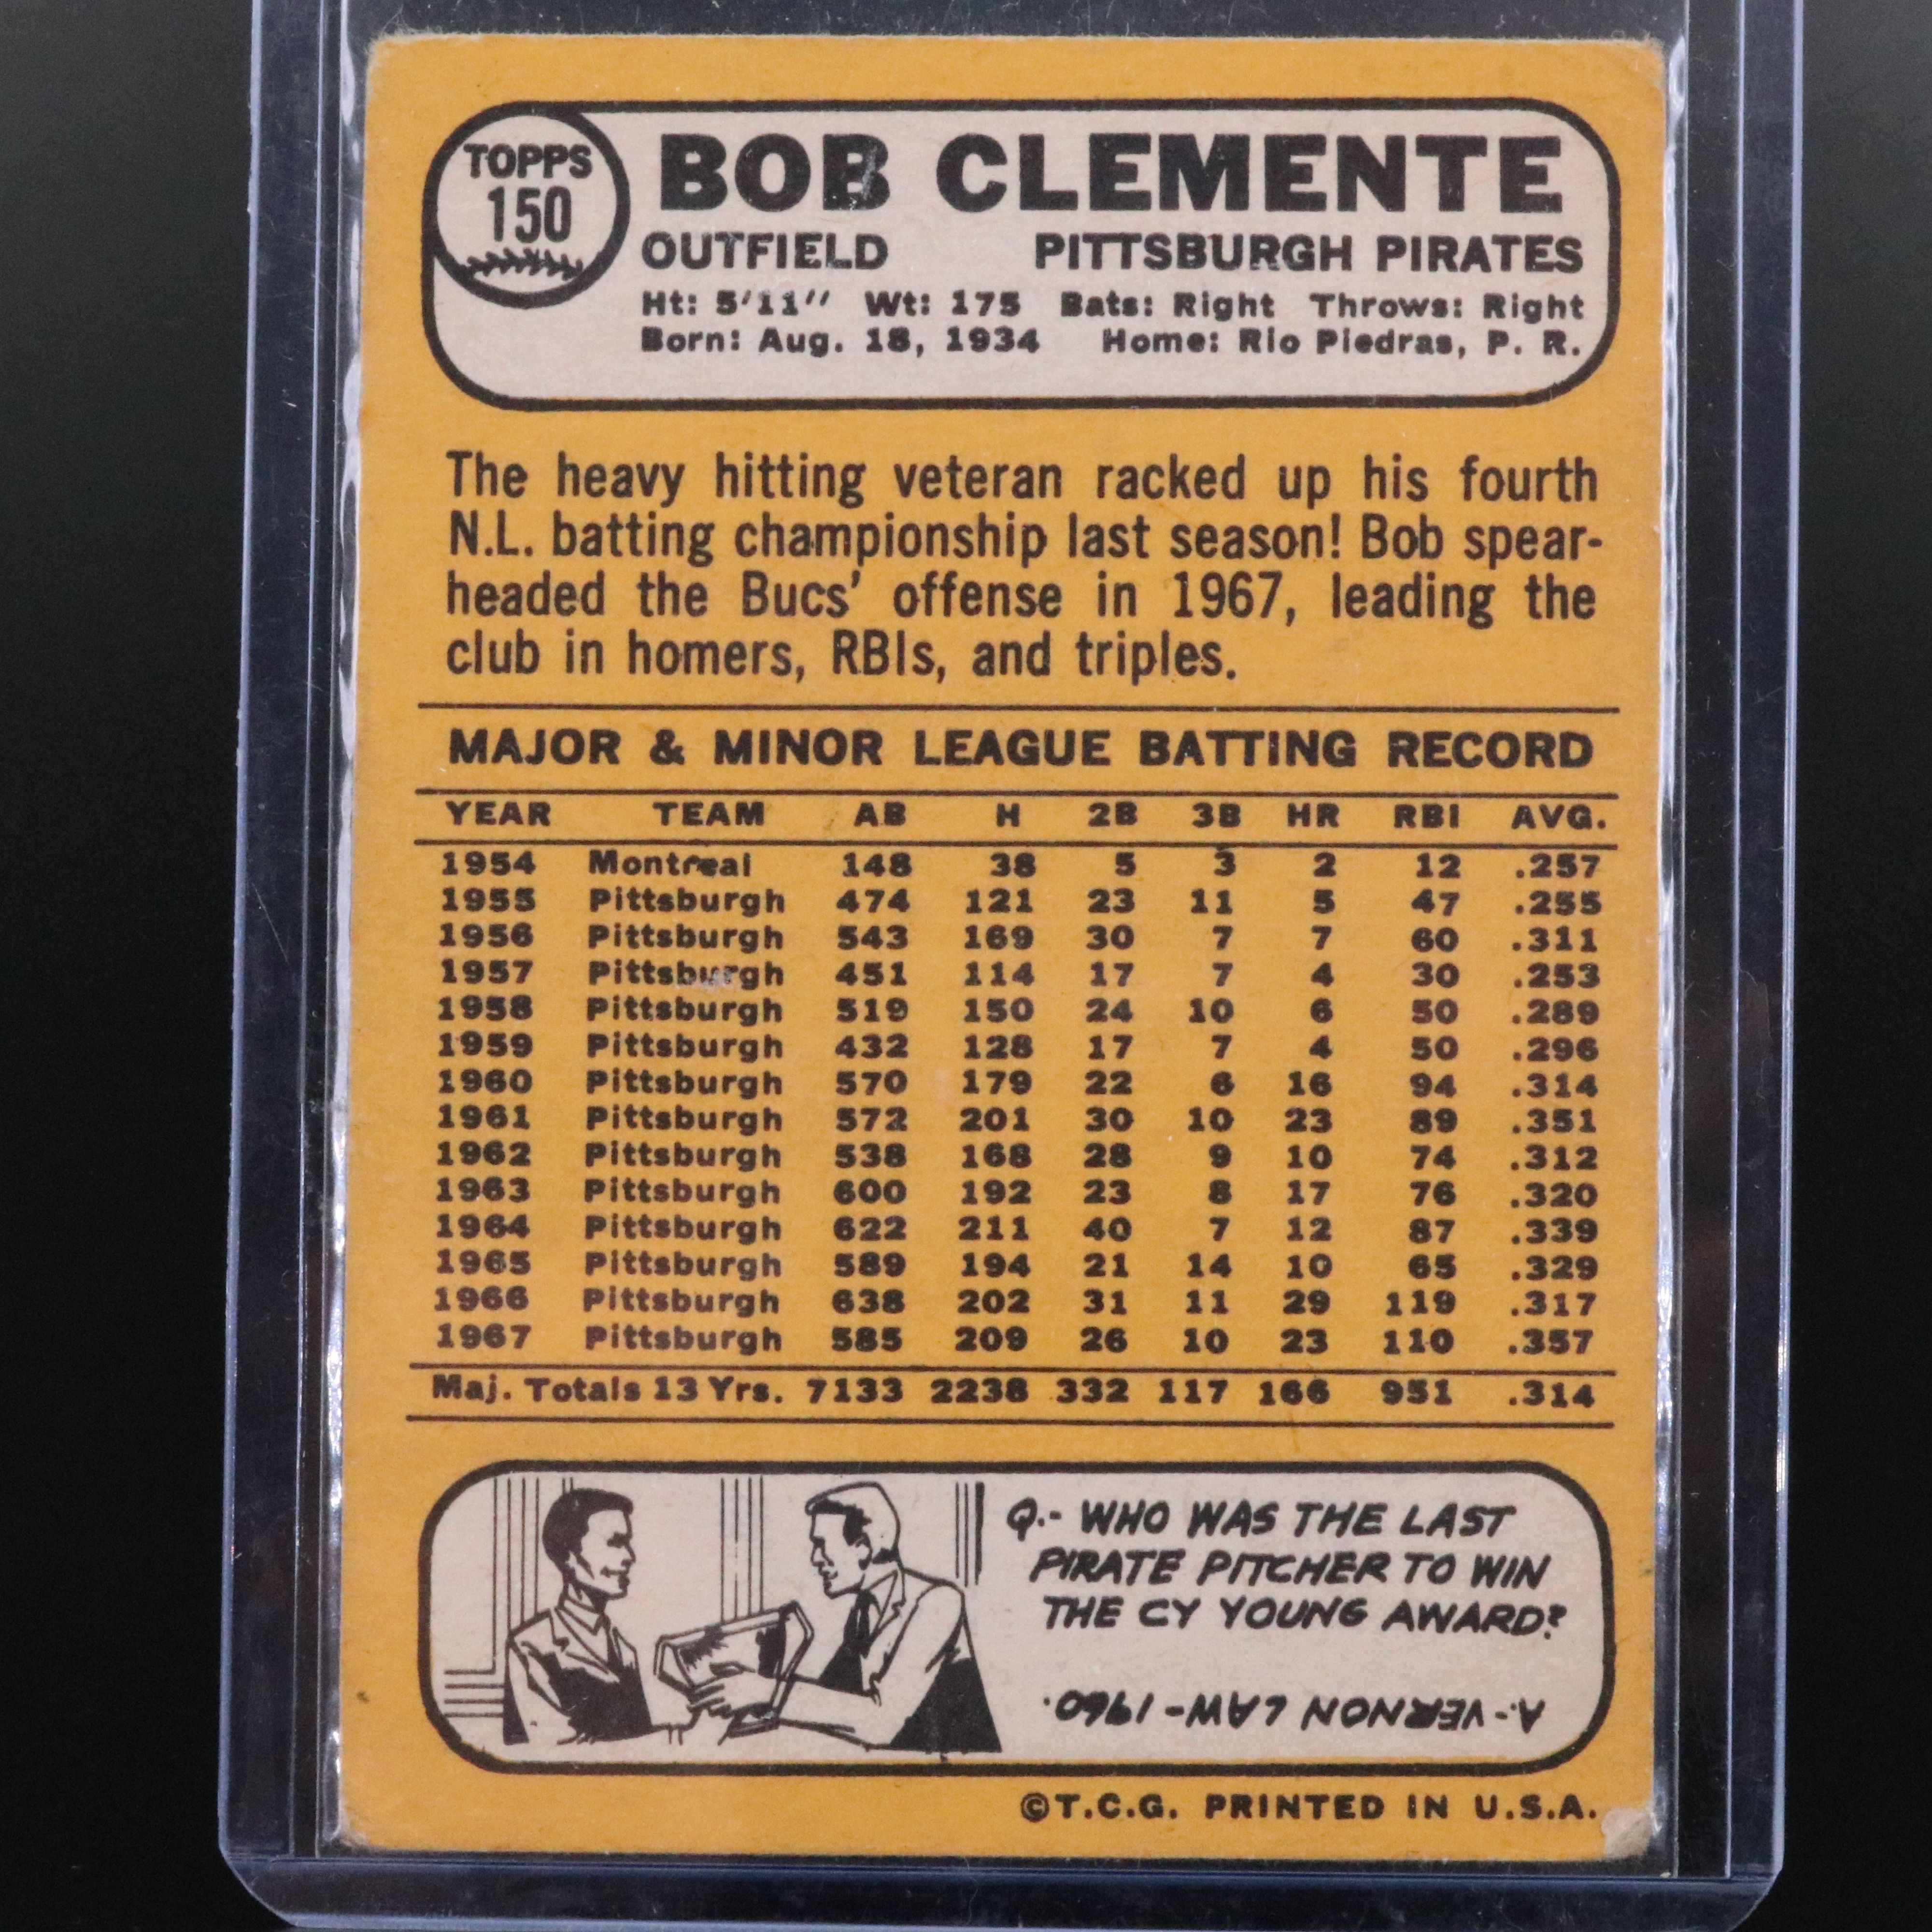 TOPPS
150
BOB CLEMENTE
OUTFIELD PITTSBURGH PIRATES
Ht: 5'11" Wt: 175 Bats: Right Throws: Right
Born: Aug. 18, 1934 Home: Rio Piedras, P. R.
The heavy hitting veteran racked up his fourth
N.L. batting championship last season! Bob spear-
headed the Bucs' offense in 1967, leading the
club in homers, RBIs, and triples.
MAJOR & MINOR LEAGUE BATTING RECORD
YEAR TEAM AB H 2B 3B HR RBI AVG.
1954 Montreal 148 38 5 3 2 12 .257
1955 Pittsburgh 474 121 23 11 5 47 .255
1956 Pittsburgh 543 169 30 7 7 60 .311
1957 Pittsburgh 451 114 17 7 4 30 .253
1958 Pittsburgh 519 150 24 10 6 50 .289
1959 Pittsburgh 432 128 17 7 4 50 .296
1960 Pittsburgh 570 179 22 6 16 94 .314
1961 Pittsburgh 572 201 30 10 23 89 .351
1962 Pittsburgh 538 168 28 9 10 74 .312
1963 Pittsburgh 600 192 23 8 17 76 .320
1964 Pittsburgh 622 211 40 7 12 87 .339
1965 Pittsburgh 589 194 21 14 10 65 .329
1966 Pittsburgh 638 202 31 11 29 119 .317
1967 Pittsburgh 585 209 26 10 23 110 .357
Maj. Totals 13 Yrs. 7133 2238 332 117 166 951 .314
Q.- WHO WAS THE LAST
PIRATE PITCHER TO WIN
THE CY YOUNG AWARD?
A.- VERNON LAW - 1960.
©T.C.G. PRINTED IN U.S.A.